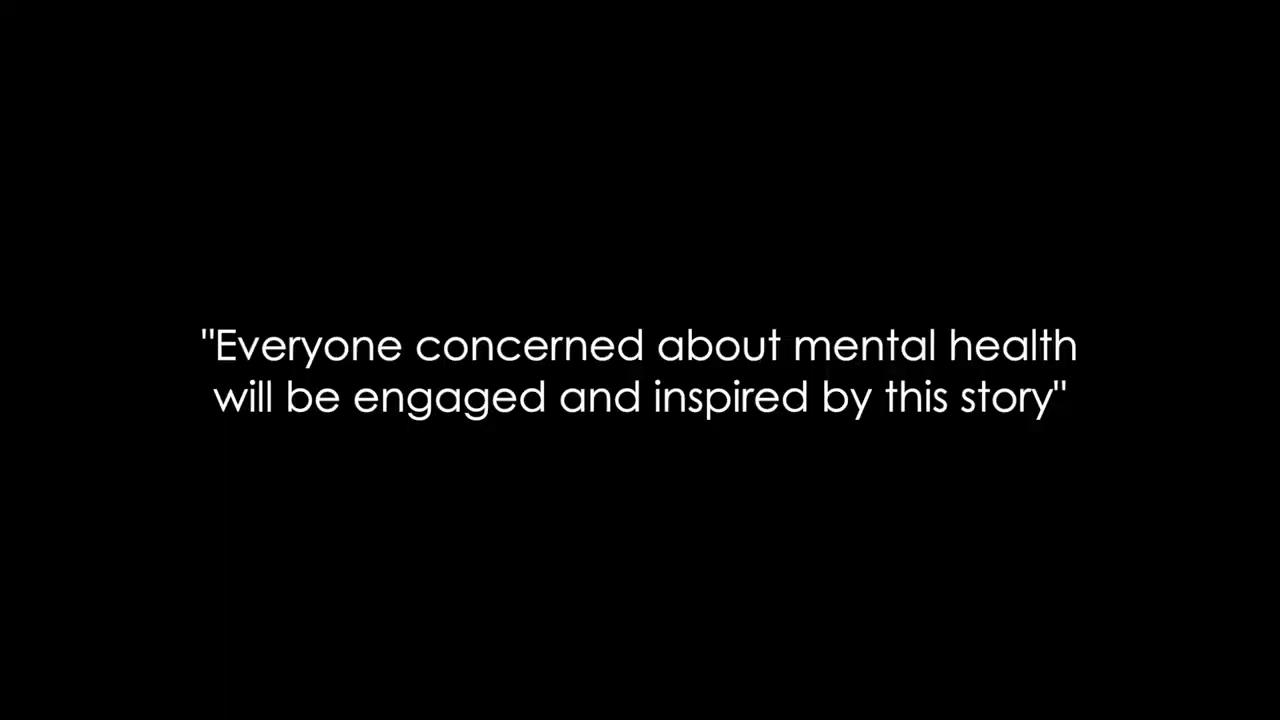 "Everyone concerned about mental health
will be engaged and inspired by this story"